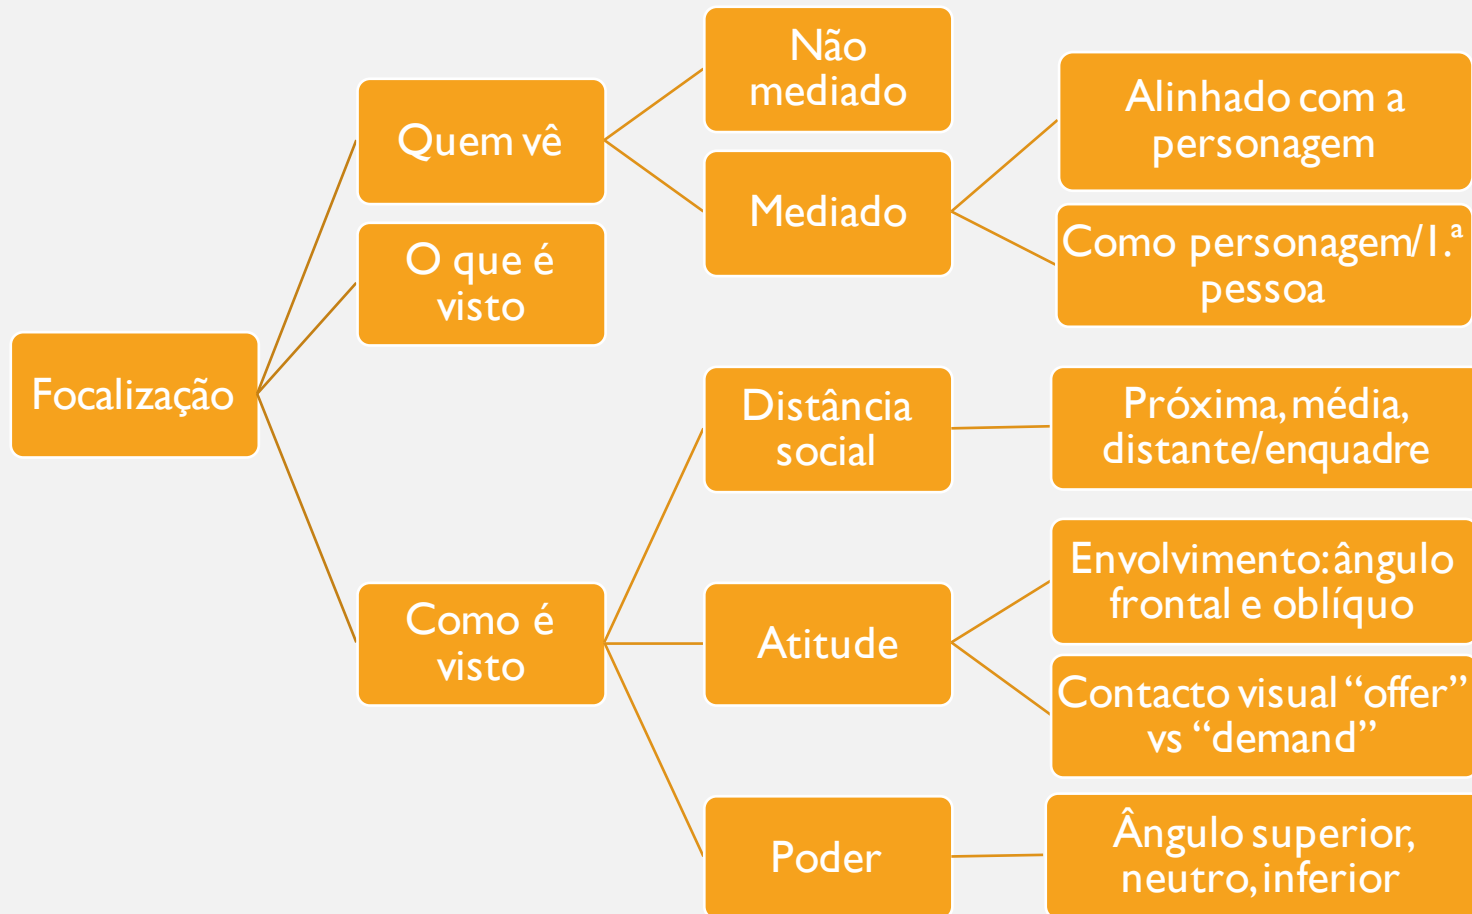 Focalização
Quem vê
Não
mediado
Mediado
Alinhado com a
personagem
Como personagem/1.ª
pessoa
O que é
visto
Como é
visto
Distância
social
Próxima, média,
distante/enquadre
Atitude
Envolvimento: ângulo
frontal e oblíquo
Contacto visual “offer”
vs “demand”
Poder
Ângulo superior,
neutro, inferior